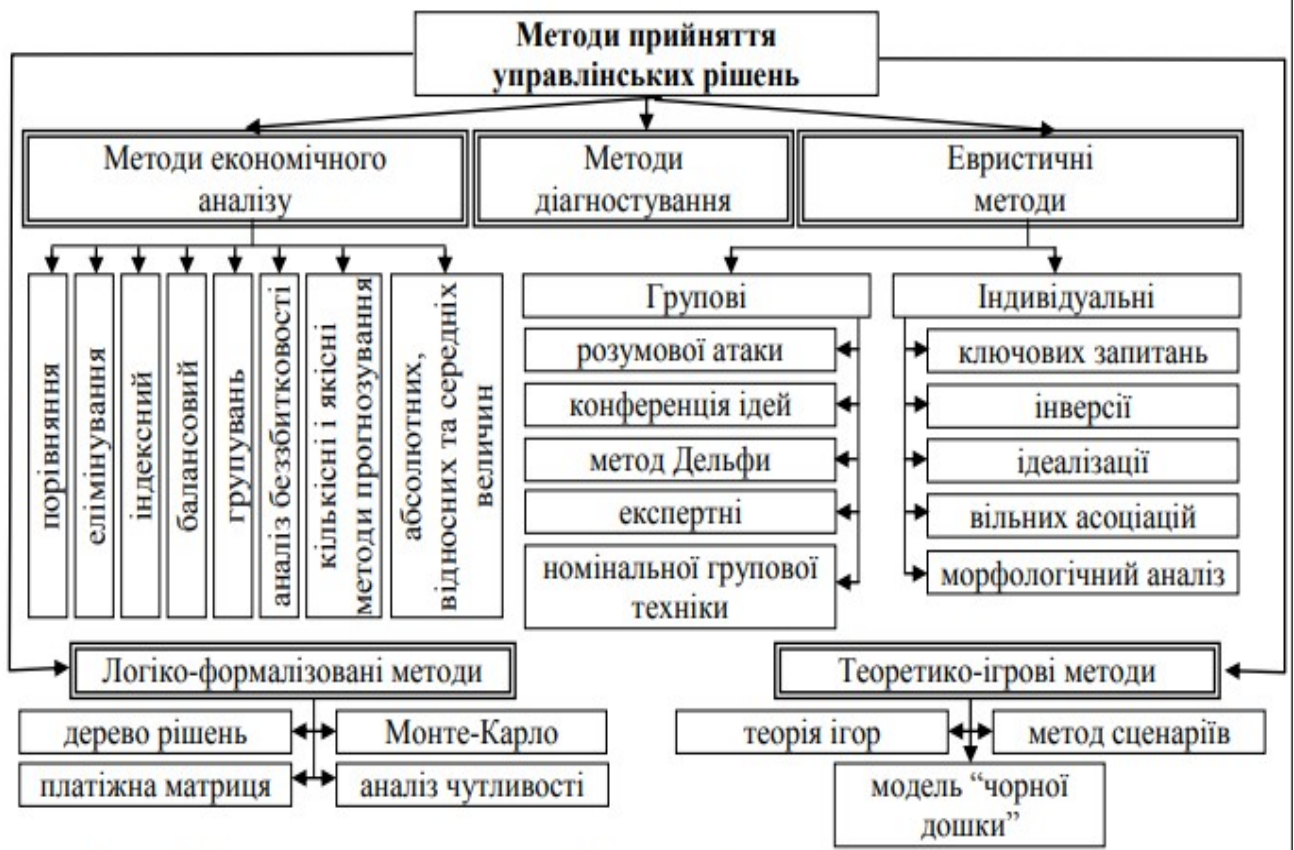 Методи прийняття
управлінських рішень
Методи економічного
аналізу
Методи
діагностування
Евристичні
методи
порівняння
елімінування
індексний
балансовий
групувань
аналіз беззбитковості
кількісні і якісні
методи прогнозування
абсолютних,
відносних та середніх
величин
Групові
розумової атаки
конференція ідей
метод Дельфи
експертні
номінальної групової
техніки
Індивідуальні
ключових запитань
інверсії
ідеалізації
вільних асоціацій
морфологічний аналіз
Логіко-формалізовані методи
дерево рішень
Монте-Карло
платіжна матриця
аналіз чутливості
Теоретико-ігрові методи
теорія ігор
метод сценаріїв
модель “чорної
дошки”